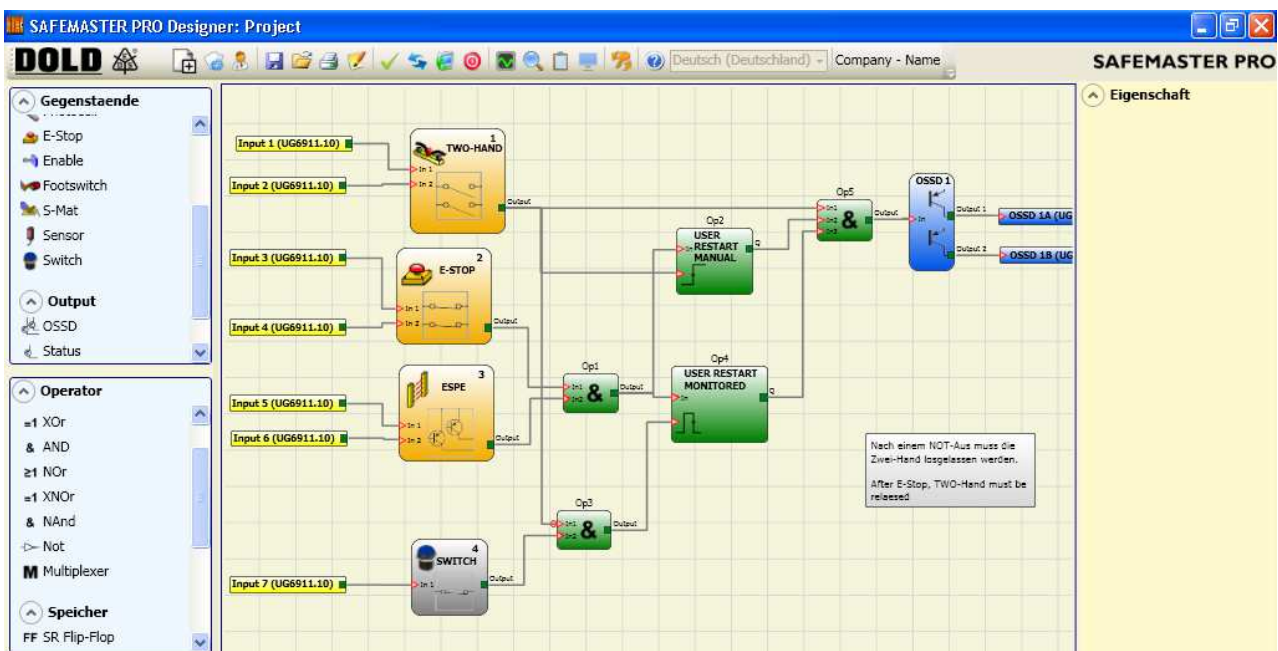 SAFEMASTER PRO Designer: Project
DOLD
Deutsch (Deutschland)
Company - Name
SAFEMASTER PRO
Gegenstaende
E-Stop
Enable
Footswitch
S-Mat
Sensor
Switch
Output
OSSD
Status
Operator
=1 XOr
& AND
≥1 NOr
=1 XNOr
& NAnd
Not
M Multiplexer
Speicher
FF SR Flip-Flop
Input 1 (UG6911.10)
Input 2 (UG6911.10)
Input 3 (UG6911.10)
Input 4 (UG6911.10)
Input 5 (UG6911.10)
Input 6 (UG6911.10)
Input 7 (UG6911.10)
1
TWO-HAND
In 1
In 2
Output
2
E-STOP
In 1
In 2
Output
3
ESPE
In 1
In 2
Output
4
SWITCH
In 1
Output
Op1
In1
In2
&
Output
Op3
In1
In2
&
Output
Op2
USER
RESTART
MANUAL
In
Q
Op4
USER RESTART
MONITORED
In
Q
Op5
In1
In2
In3
&
Output
OSSD 1
In
Output 1
Output 2
OSSD 1A (UG
OSSD 1B (UG
Nach einem NOT-Aus muss die
Zwei-Hand losgelassen werden.
After E-Stop, TWO-Hand must be
relaesed
Eigenschaft